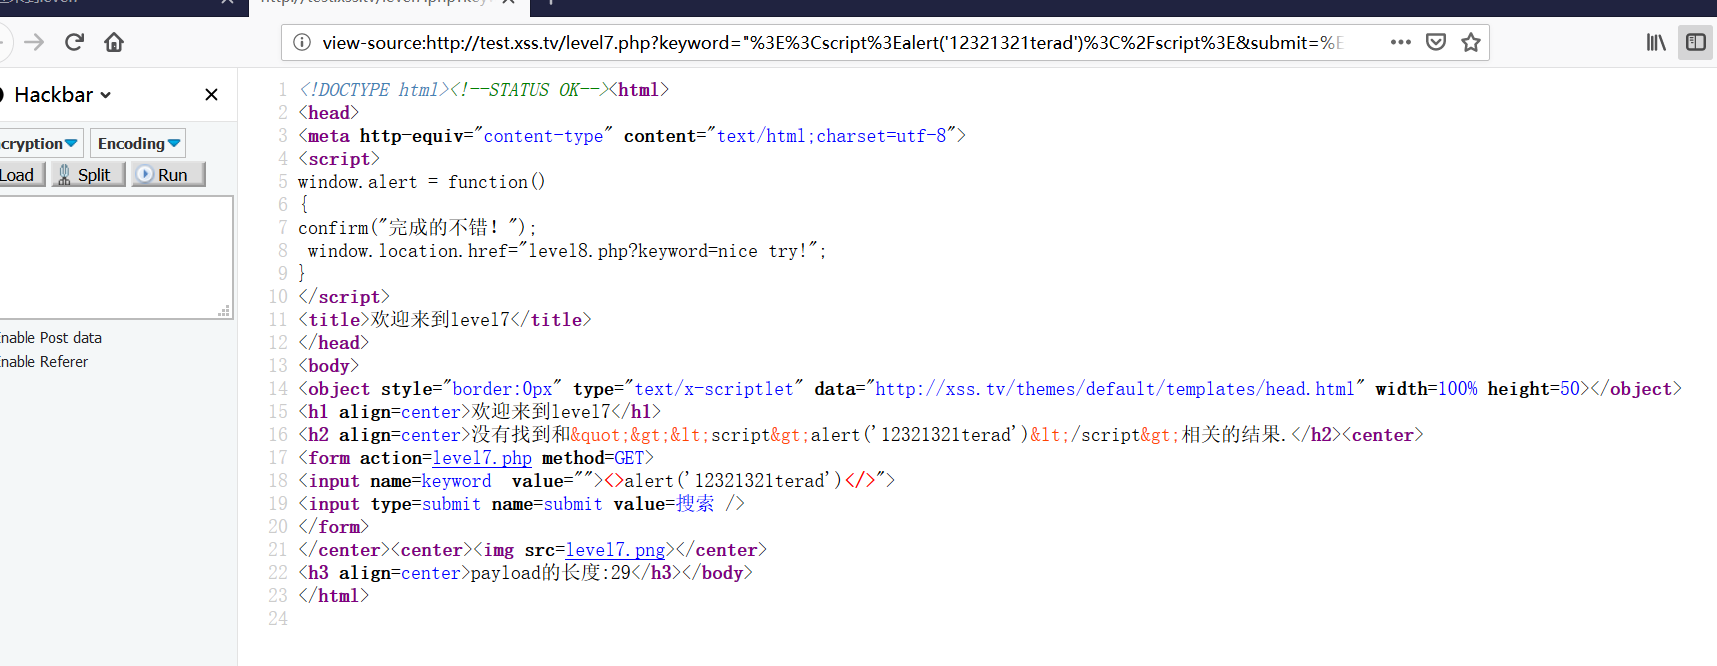 view-source:http://test.xss.tv/level7.php?keyword="%3E%3Cscript%3Ealert('12321321terad')%3C%2Fscript%3E&submit=%E
Hackbar
cryption Encoding
Load Split Run
nable Post data
nable Referer
1 <!DOCTYPE html><!--STATUS OK--><html>
2 <head>
3 <meta http-equiv="content-type" content="text/html;charset=utf-8">
4 <script>
5 window.alert = function()
6 {
7 confirm("完成的不错！");
8 window.location.href="level8.php?keyword=nice try!";
9 }
10 </script>
11 <title>欢迎来到level7</title>
12 </head>
13 <body>
14 <object style="border:0px" type="text/x-scriptlet" data="http://xss.tv/themes/default/templates/head.html" width=100% height=50></object>
15 <h1 align=center>欢迎来到level7</h1>
16 <h2 align=center>没有找到和&quot;&gt;&lt;script&gt;alert('12321321terad')&lt;/script&gt;相关的结果.</h2><center>
17 <form action=level7.php method=GET>
18 <input name=keyword  value=""><>alert('12321321terad')</>">
19 <input type=submit name=submit value=搜索 />
20 </form>
21 </center><center><img src=level7.png></center>
22 <h3 align=center>payload的长度:29</h3></body>
23 </html>
24